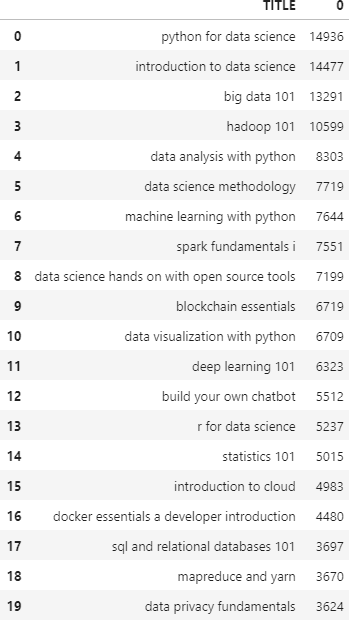 TITLE 0
0 python for data science 14936
1 introduction to data science 14477
2 big data 101 13291
3 hadoop 101 10599
4 data analysis with python 8303
5 data science methodology 7719
6 machine learning with python 7644
7 spark fundamentals i 7551
8 data science hands on with open source tools 7199
9 blockchain essentials 6719
10 data visualization with python 6709
11 deep learning 101 6323
12 build your own chatbot 5512
13 r for data science 5237
14 statistics 101 5015
15 introduction to cloud 4983
16 docker essentials a developer introduction 4480
17 sql and relational databases 101 3697
18 mapreduce and yarn 3670
19 data privacy fundamentals 3624